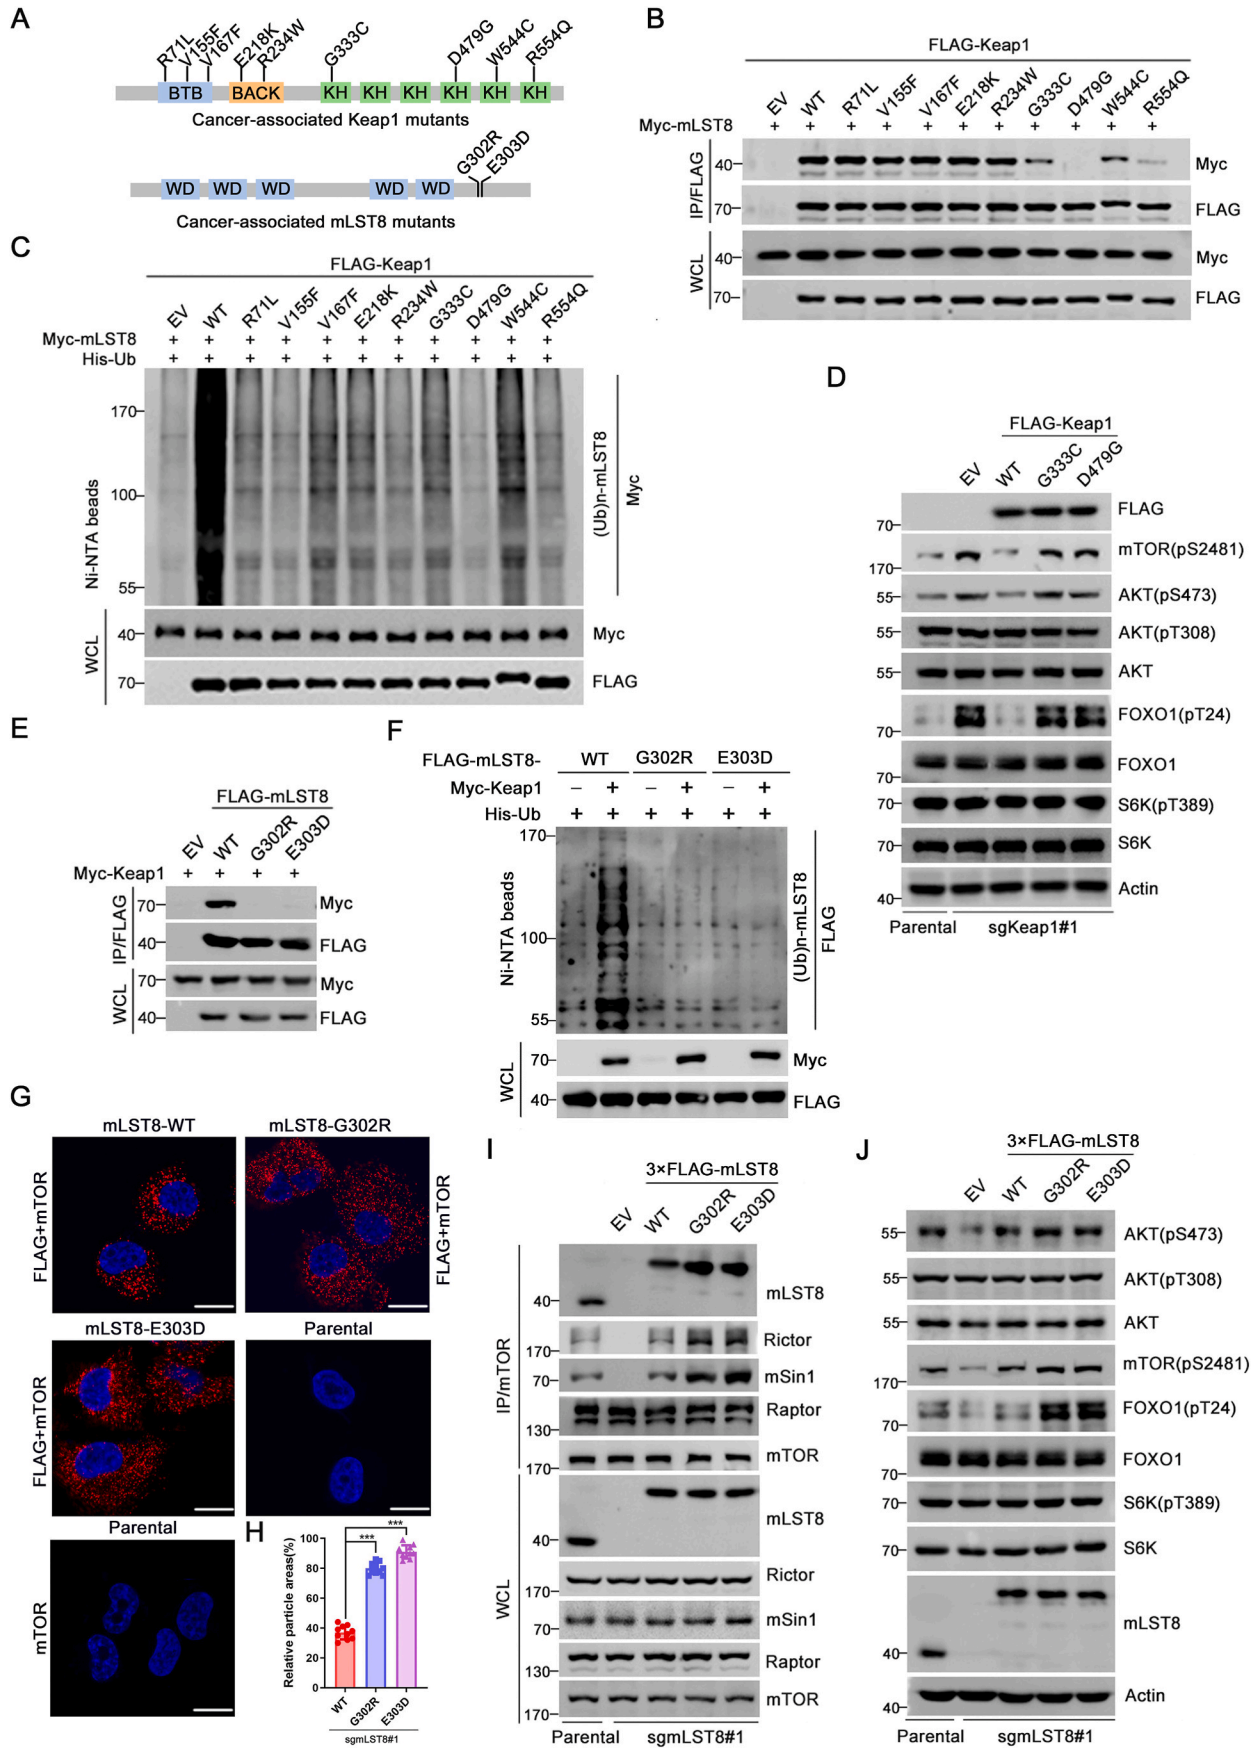 A
R71L V155F V167F E218K R234W G333C D479G W544C R554Q
BTB BACK KH KH KH KH KH KH
Cancer-associated Keap1 mutants
G302R E303D
WD WD WD WD WD
Cancer-associated mLST8 mutants
B
FLAG-Keap1
EV WT R71L V155F V167F E218K R234W G333C D479G W544C R554Q
Myc-mLST8 + + + + + + + + + + +
IP/FLAG
40 Myc
70 FLAG
WCL
40 Myc
70 FLAG
C
FLAG-Keap1
EV WT R71L V155F V167F E218K R234W G333C D479G W544C R554Q
Myc-mLST8 + + + + + + + + + + +
His-Ub + + + + + + + + + + +
Ni-NTA beads
170
100
55
(Ub)n-mLST8
Myc
WCL
40 Myc
70 FLAG
D
FLAG-Keap1
EV WT G333C D479G
70 FLAG
170 mTOR(pS2481)
55 AKT(pS473)
55 AKT(pT308)
55 AKT
70 FOXO1(pT24)
70 FOXO1
70 S6K(pT389)
70 S6K
40 Actin
Parental sgKeap1#1
E
FLAG-mLST8
EV WT G302R E303D
Myc-Keap1 + + + +
IP/FLAG
70 Myc
40 FLAG
WCL
70 Myc
40 FLAG
F
FLAG-mLST8- WT G302R E303D
Myc-Keap1 − + − + − +
His-Ub + + + + + +
Ni-NTA beads
170
100
55
(Ub)n-mLST8
FLAG
WCL
70 Myc
40 FLAG
G
mLST8-WT mLST8-G302R
FLAG+mTOR
FLAG+mTOR
mLST8-E303D Parental
FLAG+mTOR
Parental
mTOR
H
Relative particle areas(%)
100
80
60
40
20
0
*** ***
WT G302R E303D
sgmLST8#1
I
3×FLAG-mLST8
EV WT G302R E303D
IP/mTOR
40 mLST8
170 Rictor
70 mSin1
130 Raptor
170 mTOR
WCL
40 mLST8
170 Rictor
70 mSin1
130 Raptor
170 mTOR
Parental sgmLST8#1
J
3×FLAG-mLST8
EV WT G302R E303D
55 AKT(pS473)
55 AKT(pT308)
55 AKT
170 mTOR(pS2481)
70 FOXO1(pT24)
70 FOXO1
70 S6K(pT389)
70 S6K
40 mLST8
40 Actin
Parental sgmLST8#1